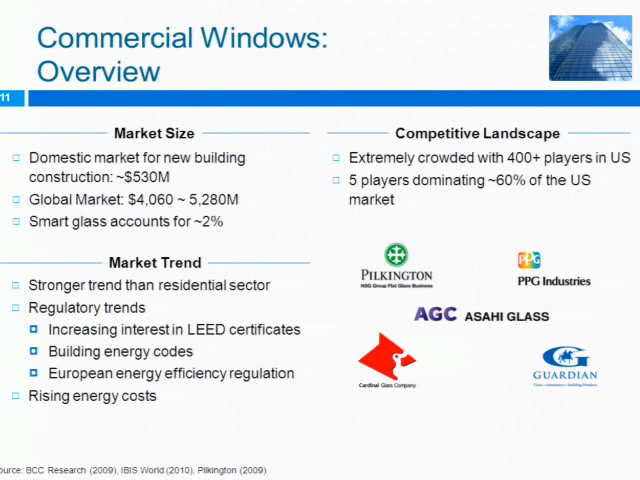 Commercial Windows:
Overview
11
Market Size
Domestic market for new building
construction: ~$530M
Global Market: $4,060 ~ 5,280M
Smart glass accounts for ~2%
Market Trend
Stronger trend than residential sector
Regulatory trends
Increasing interest in LEED certificates
Building energy codes
European energy efficiency regulation
Rising energy costs
Competitive Landscape
Extremely crowded with 400+ players in US
5 players dominating ~60% of the US
market
PILKINGTON
NSG Group Flat Glass Business
PPG
PPG Industries
AGC ASAHI GLASS
Cardinal Glass Company
GUARDIAN
Glass • Automotive • Building Products
ource: BCC Research (2009), IBIS World (2010), Pilkington (2009)